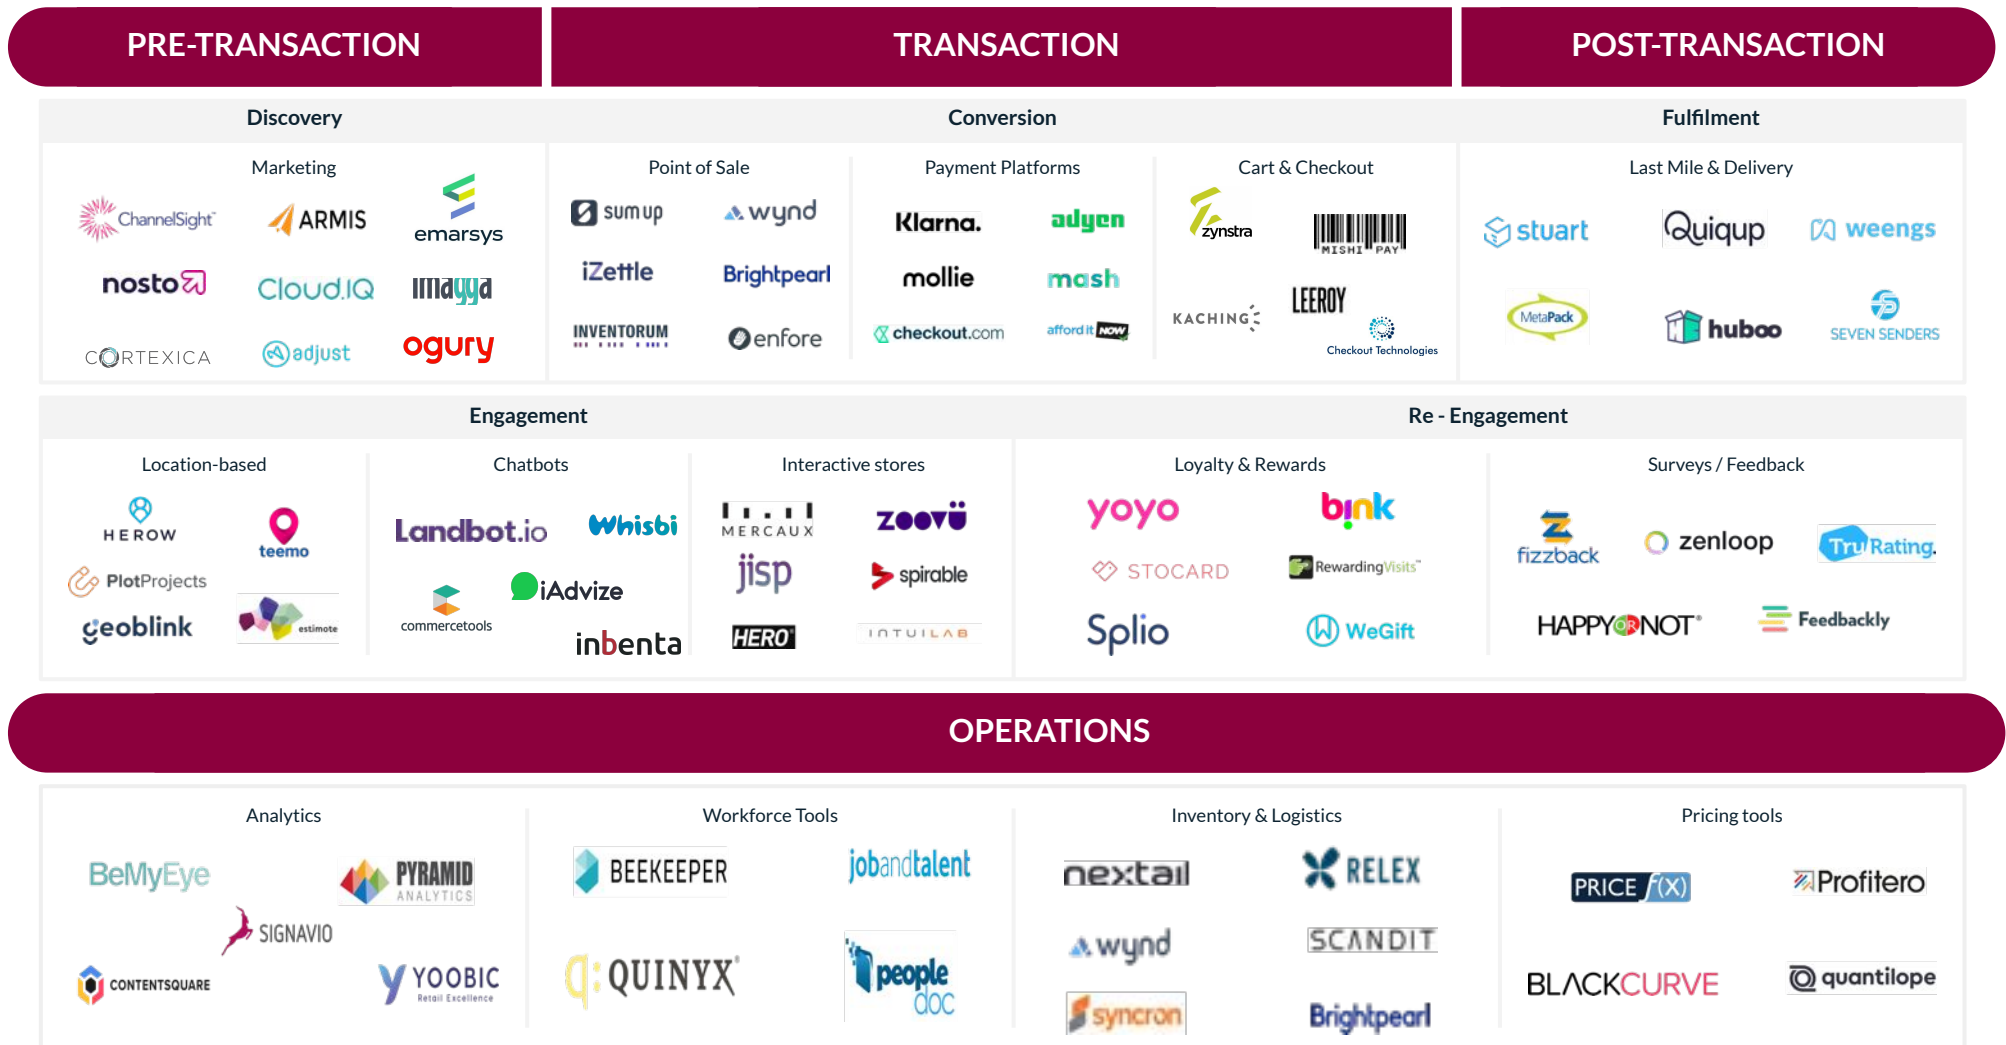 PRE-TRANSACTION
TRANSACTION
POST-TRANSACTION
Discovery
Conversion
Fulfilment
Marketing
ChannelSight™
ARMIS
emarsys
nosto
Cloud.IQ
imagga
CORTEXICA
adjust
ogury
Point of Sale
sumup
wynd
iZettle
Brightpearl
INVENTORUM
enfore
Payment Platforms
Klarna.
adyen
mollie
mash
checkout.com
afford it NOW
Cart & Checkout
zynstra
MISHI PAY
KACHING
LEEROY
Checkout Technologies
Last Mile & Delivery
stuart
Quiqup
weengs
MetaPack
huboo
SEVEN SENDERS
Engagement
Re - Engagement
Location-based
HEROW
teemo
PlotProjects
geoblink
estimote
Chatbots
Landbot.io
Whisbi
commercetools
iAdvize
inbenta
Interactive stores
MERCAUX
zoovü
jisp
spirable
HERO®
INTUILAB
Loyalty & Rewards
yoyo
bink
STOCARD
RewardingVisits™
Splio
WeGift
Surveys / Feedback
fizzback
zenloop
TruRating.
HAPPYORNOT®
Feedbackly
OPERATIONS
Analytics
BeMyEye
PYRAMID
ANALYTICS
SIGNAVIO
CONTENTSQUARE
YOOBIC
Retail Excellence
Workforce Tools
BEEKEEPER
jobandtalent
QUINYX®
people
doc
Inventory & Logistics
nextail
RELEX
wynd
SCANDIT
syncron
Brightpearl
Pricing tools
PRICE f(X)
Profitero
BLACKCURVE
quantilope